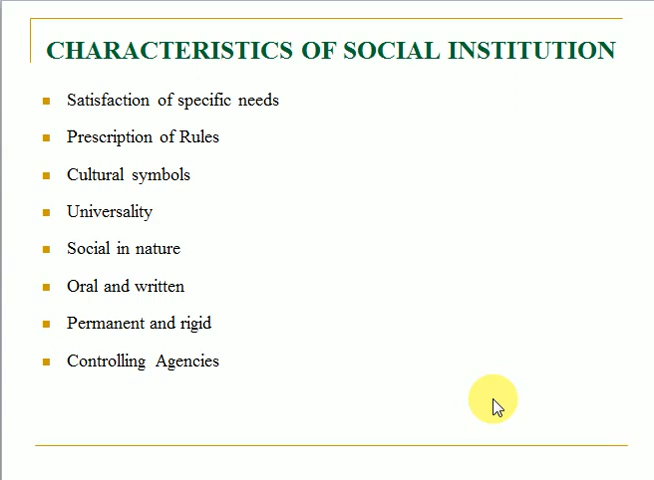 CHARACTERISTICS OF SOCIAL INSTITUTION
Satisfaction of specific needs
Prescription of Rules
Cultural symbols
Universality
Social in nature
Oral and written
Permanent and rigid
Controlling Agencies